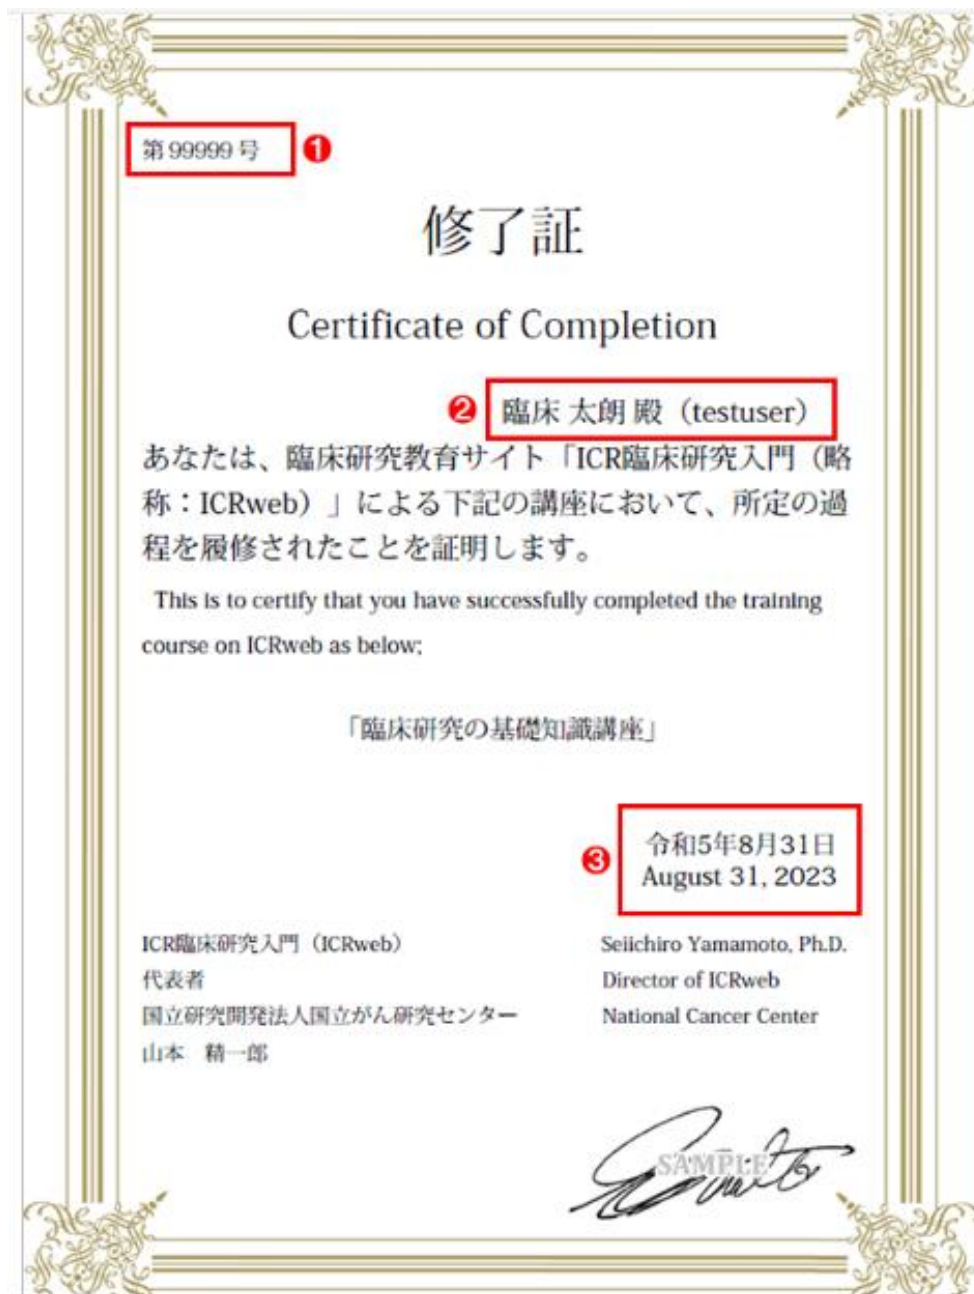 第 99999 号
❶
修了証
Certificate of Completion
❷ 臨床 太朗 殿（testuser）
あなたは、臨床研究教育サイト「ICR臨床研究入門（略
称：ICRweb）」による下記の講座において、所定の過
程を履修されたことを証明します。
This is to certify that you have successfully completed the training
course on ICRweb as below;
「臨床研究の基礎知識講座」
❸
令和5年8月31日
August 31, 2023
ICR臨床研究入門（ICRweb）
代表者
国立研究開発法人国立がん研究センター
山本　精一郎
Seiichiro Yamamoto, Ph.D.
Director of ICRweb
National Cancer Center
SAMPLE